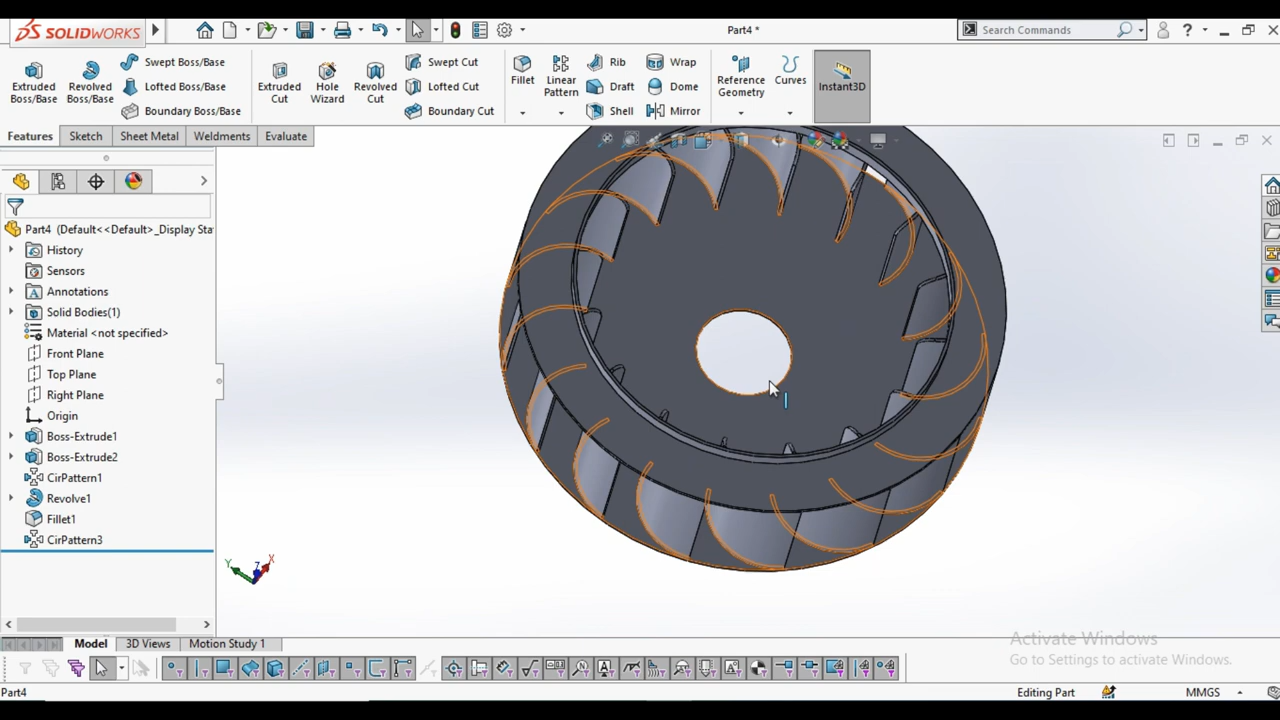 SOLIDWORKS
Part4 *
Search Commands
Extruded Boss/Base
Revolved Boss/Base
Swept Boss/Base
Lofted Boss/Base
Boundary Boss/Base
Extruded Cut
Hole Wizard
Revolved Cut
Swept Cut
Lofted Cut
Boundary Cut
Fillet
Linear Pattern
Rib
Draft
Shell
Wrap
Dome
Mirror
Reference Geometry
Curves
Instant3D
Features
Sketch
Sheet Metal
Weldments
Evaluate
Part4 (Default<<Default>_Display Sta
History
Sensors
Annotations
Solid Bodies(1)
Material <not specified>
Front Plane
Top Plane
Right Plane
Origin
Boss-Extrude1
Boss-Extrude2
CirPattern1
Revolve1
Fillet1
CirPattern3
Y
Z
X
Model
3D Views
Motion Study 1
Activate Windows
Go to Settings to activate Windows.
Part4
Editing Part
MMGS